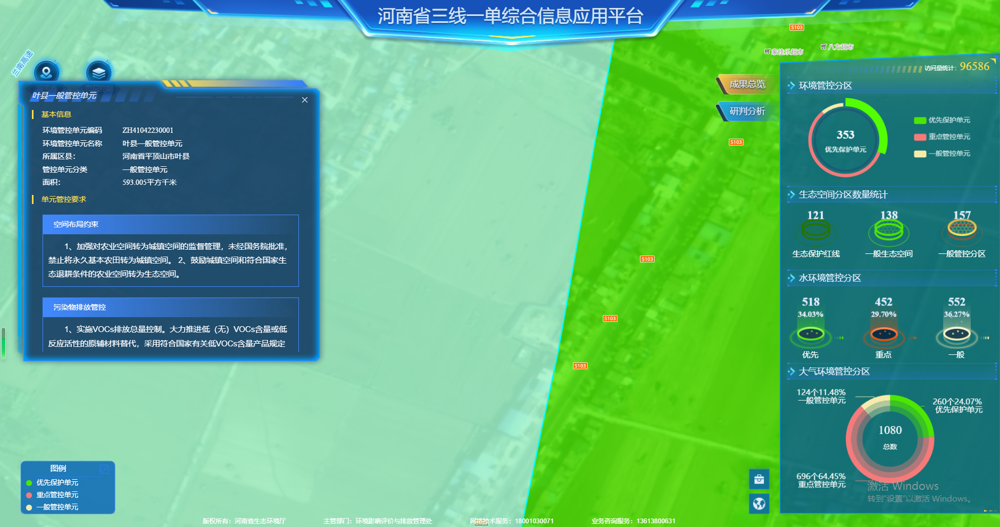 河南省三线一单综合信息应用平台
S103
家佳乐超市
八方超市
兰南高速
访问量统计：96586
成果总览
研判分析
S103
叶县一般管控单元
基本信息
环境管控单元编码 ZH41042230001
环境管控单元名称 叶县一般管控单元
所属区县： 河南省平顶山市叶县
管控单元分类 一般管控单元
面积： 593.005平方千米
单元管控要求
空间布局约束
1、加强对农业空间转为城镇空间的监督管理，未经国务院批准，
禁止将永久基本农田转为城镇空间。 2、鼓励城镇空间和符合国家生
态退耕条件的农业空间转为生态空间。
污染物排放管控
1、实施VOCs排放总量控制。大力推进低（无）VOCs含量或低
反应活性的原辅材料替代，采用符合国家有关低VOCs含量产品规定
S103
S103
S103
环境管控分区
353
优先保护单元
优先保护单元
重点管控单元
一般管控单元
生态空间分区数量统计
121 138 157
生态保护红线 一般生态空间 一般管控分区
水环境管控分区
518 452 552
34.03% 29.70% 36.27%
优先 重点 一般
大气环境管控分区
124个11.48%
一般管控单元
260个24.07%
优先保护单元
1080
总数
696个64.45%
重点管控单元
激活 Windows
转到"设置"以激活 Windows。
图例
优先保护单元
重点管控单元
一般管控单元
版权所有：河南省生态环境厅 主管部门：环境影响评价与排放管理处 网络技术服务：18001030071 业务咨询服务：13613800631